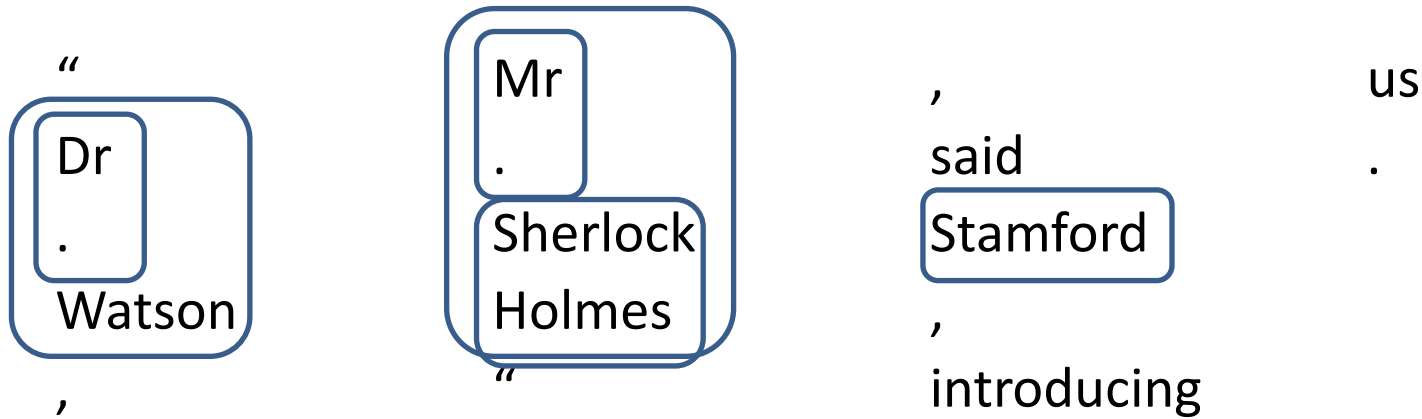 “
Dr
.
Watson
,
Mr
.
Sherlock
Holmes
“
,
said
Stamford
,
introducing
us
.